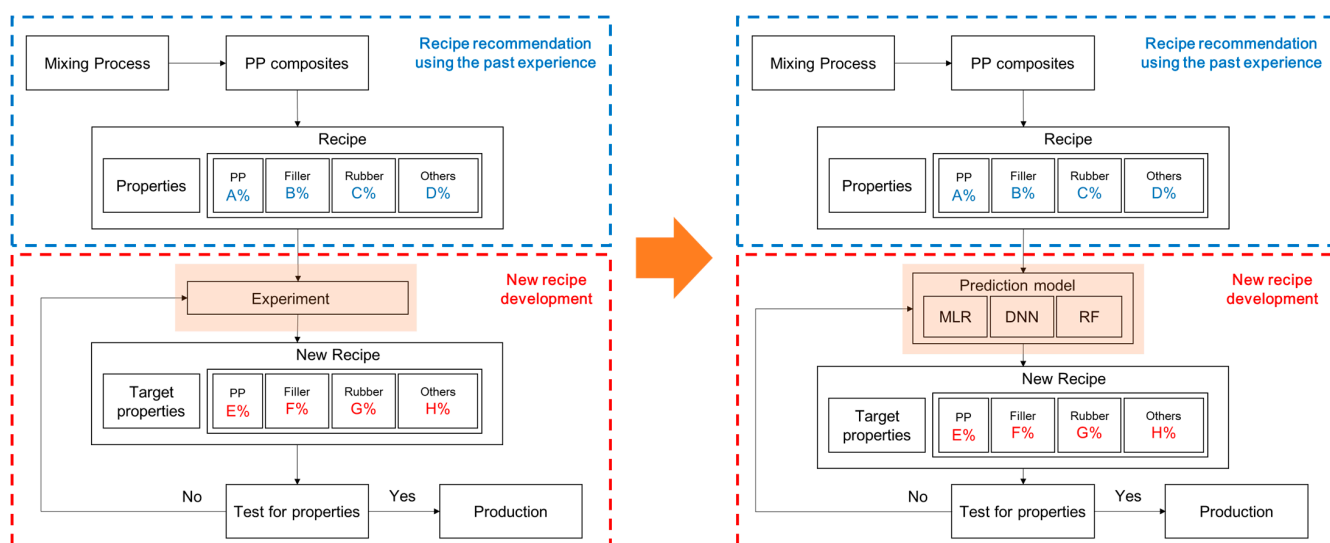 Recipe recommendation
using the past experience
Mixing Process
PP composites
Recipe
Properties
PP
A%
Filler
B%
Rubber
C%
Others
D%
New recipe
development
Experiment
New Recipe
Target
properties
PP
E%
Filler
F%
Rubber
G%
Others
H%
No
Test for properties
Yes
Production
Recipe recommendation
using the past experience
Mixing Process
PP composites
Recipe
Properties
PP
A%
Filler
B%
Rubber
C%
Others
D%
New recipe
development
Prediction model
MLR
DNN
RF
New Recipe
Target
properties
PP
E%
Filler
F%
Rubber
G%
Others
H%
No
Test for properties
Yes
Production